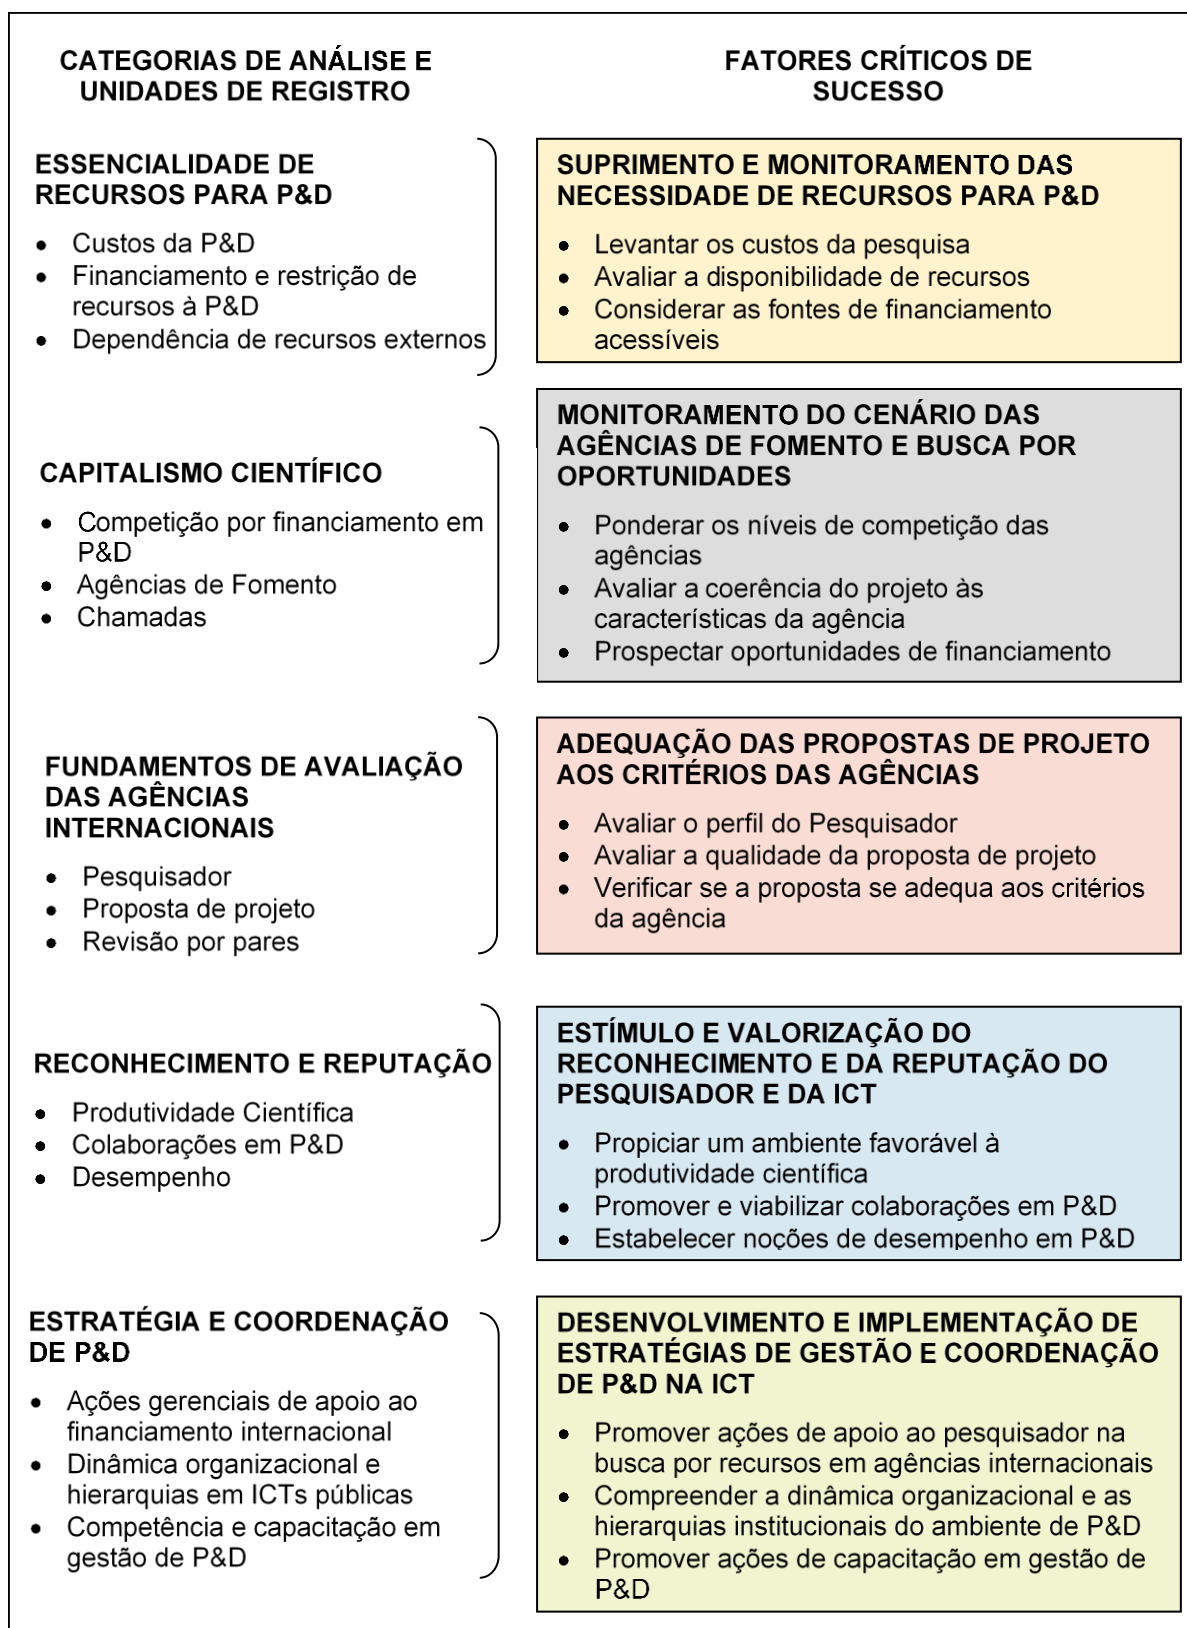 CATEGORIAS DE ANÁLISE E
UNIDADES DE REGISTRO
FATORES CRÍTICOS DE
SUCESSO
ESSENCIALIDADE DE
RECURSOS PARA P&D
• Custos da P&D
• Financiamento e restrição de
recursos à P&D
• Dependência de recursos externos
SUPRIMENTO E MONITORAMENTO DAS
NECESSIDADE DE RECURSOS PARA P&D
• Levantar os custos da pesquisa
• Avaliar a disponibilidade de recursos
• Considerar as fontes de financiamento
acessíveis
CAPITALISMO CIENTÍFICO
• Competição por financiamento em
P&D
• Agências de Fomento
• Chamadas
MONITORAMENTO DO CENÁRIO DAS
AGÊNCIAS DE FOMENTO E BUSCA POR
OPORTUNIDADES
• Ponderar os níveis de competição das
agências
• Avaliar a coerência do projeto às
características da agência
• Prospectar oportunidades de financiamento
FUNDAMENTOS DE AVALIAÇÃO
DAS AGÊNCIAS
INTERNACIONAIS
• Pesquisador
• Proposta de projeto
• Revisão por pares
ADEQUAÇÃO DAS PROPOSTAS DE PROJETO
AOS CRITÉRIOS DAS AGÊNCIAS
• Avaliar o perfil do Pesquisador
• Avaliar a qualidade da proposta de projeto
• Verificar se a proposta se adequa aos critérios
da agência
RECONHECIMENTO E REPUTAÇÃO
• Produtividade Científica
• Colaborações em P&D
• Desempenho
ESTÍMULO E VALORIZAÇÃO DO
RECONHECIMENTO E DA REPUTAÇÃO DO
PESQUISADOR E DA ICT
• Propiciar um ambiente favorável à
produtividade científica
• Promover e viabilizar colaborações em P&D
• Estabelecer noções de desempenho em P&D
ESTRATÉGIA E COORDENAÇÃO
DE P&D
• Ações gerenciais de apoio ao
financiamento internacional
• Dinâmica organizacional e
hierarquias em ICTs públicas
• Competência e capacitação em
gestão de P&D
DESENVOLVIMENTO E IMPLEMENTAÇÃO DE
ESTRATÉGIAS DE GESTÃO E COORDENAÇÃO
DE P&D NA ICT
• Promover ações de apoio ao pesquisador na
busca por recursos em agências internacionais
• Compreender a dinâmica organizacional e as
hierarquias institucionais do ambiente de P&D
• Promover ações de capacitação em gestão de
P&D